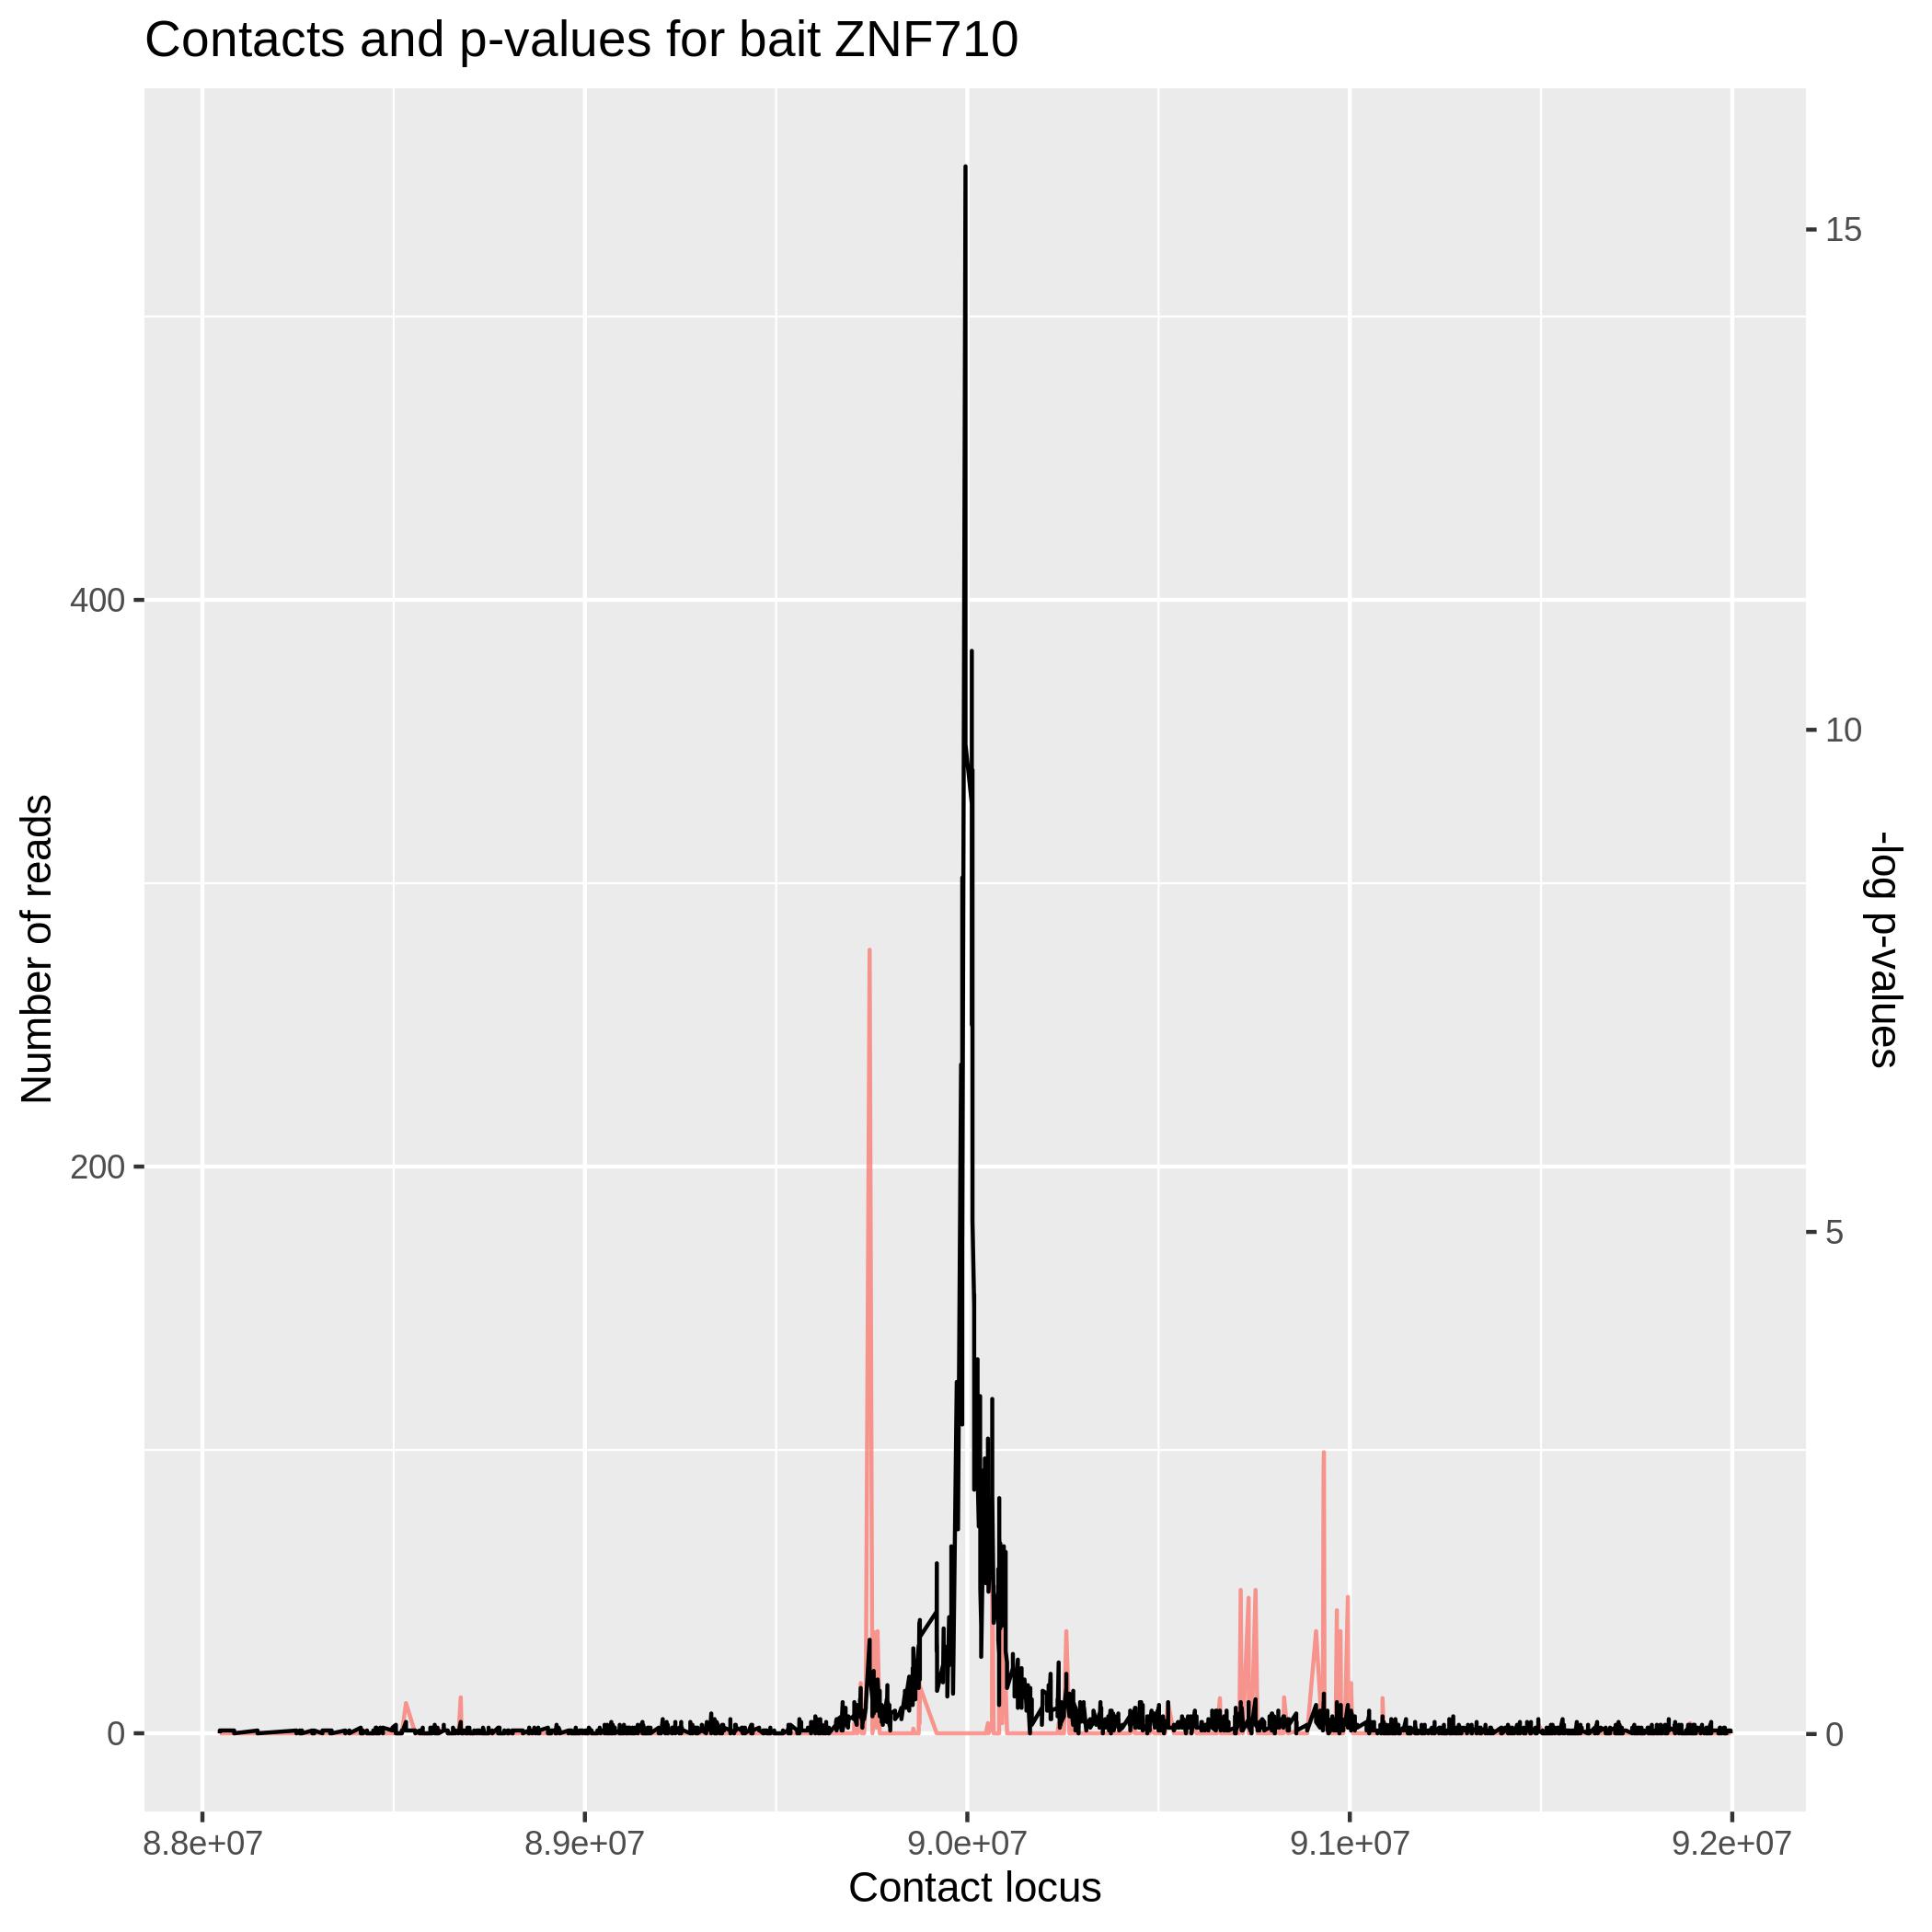 Contacts and p-values for bait ZNF710
Number of reads
400
200
0
15
10
5
0
-log p-values
8.8e+07
8.9e+07
9.0e+07
9.1e+07
9.2e+07
Contact locus